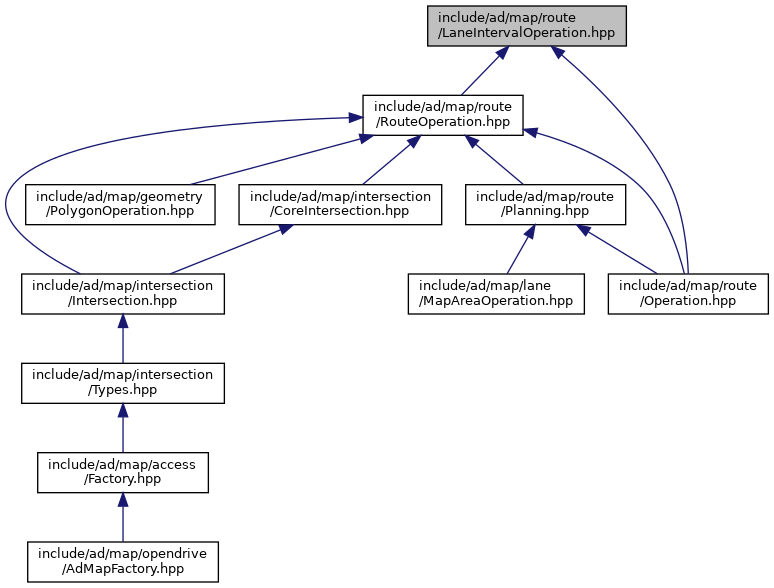 include/ad/map/route
/LaneIntervalOperation.hpp
include/ad/map/route
/RouteOperation.hpp
include/ad/map/geometry
/PolygonOperation.hpp
include/ad/map/intersection
/CoreIntersection.hpp
include/ad/map/route
/Planning.hpp
include/ad/map/intersection
/Intersection.hpp
include/ad/map/lane
/MapAreaOperation.hpp
include/ad/map/route
/Operation.hpp
include/ad/map/intersection
/Types.hpp
include/ad/map/access
/Factory.hpp
include/ad/map/opendrive
/AdMapFactory.hpp